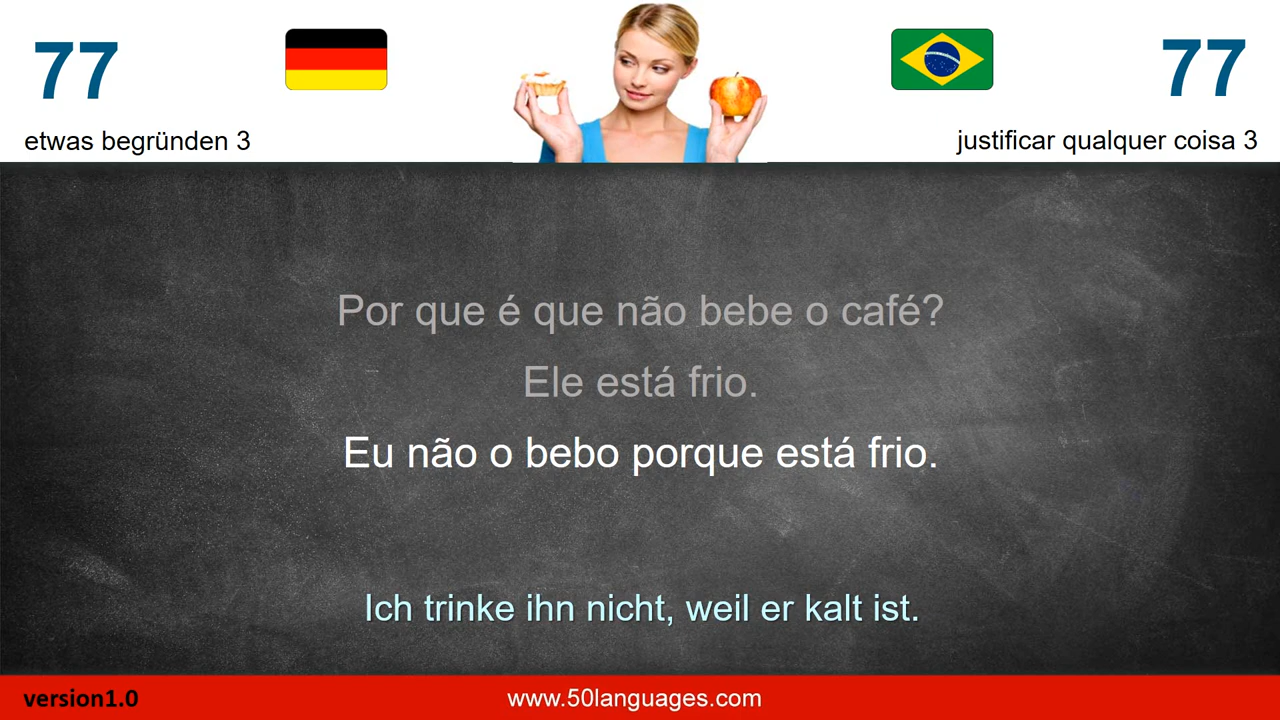 77
77
etwas begründen 3
justificar qualquer coisa 3
Por que é que não bebe o café?
Ele está frio.
Eu não o bebo porque está frio.
Ich trinke ihn nicht, weil er kalt ist.
version1.0
www.50languages.com